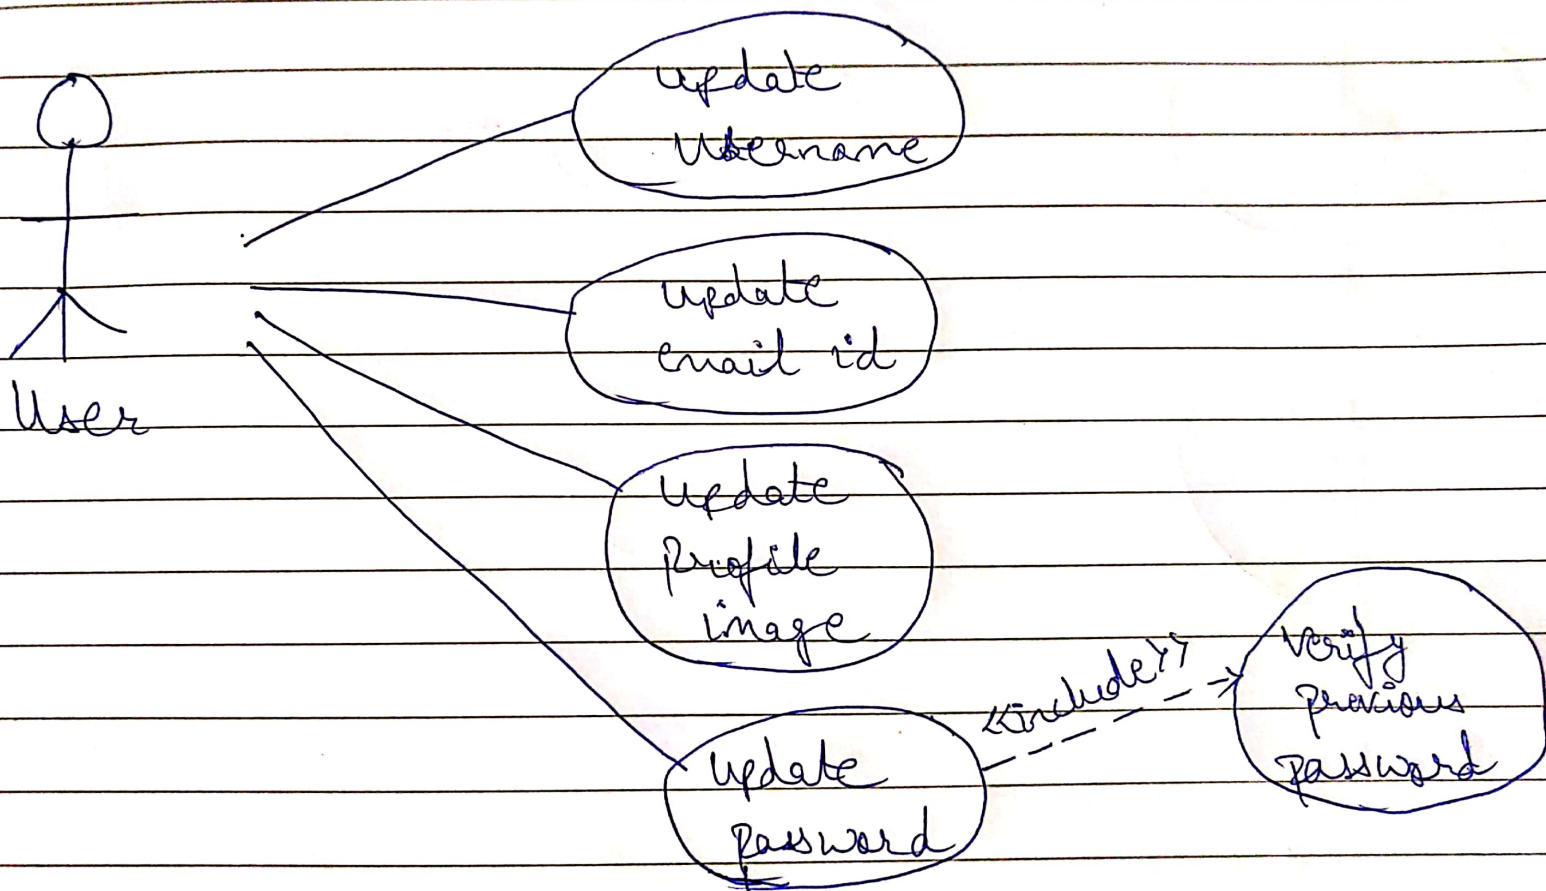 update
Username
update
email id
User
update
Profile
image
<<include>>
verify
previous
password
update
password